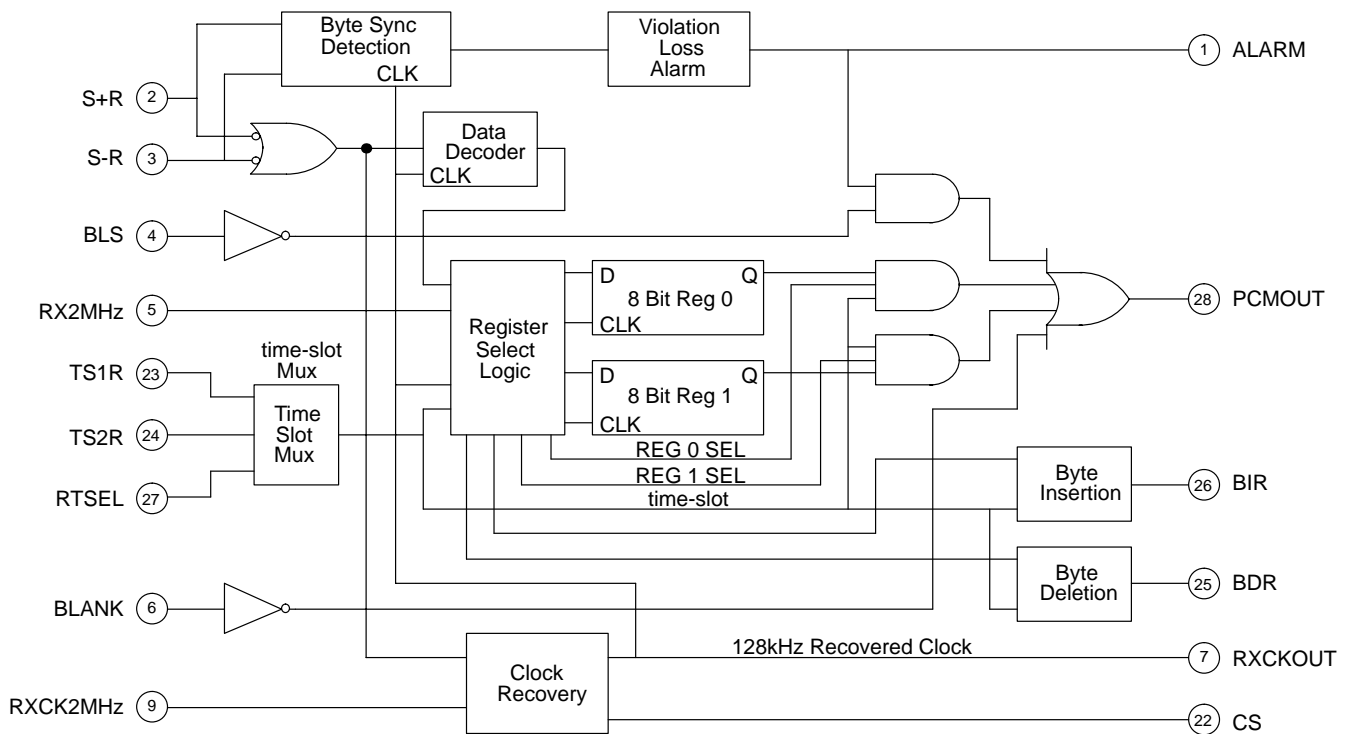 Byte Sync
Detection
CLK
Violation
Loss
Alarm
1 ALARM
S+R 2
S-R 3
Data
Decoder
CLK
BLS 4
RX2MHz 5
Register
Select
Logic
D Q
8 Bit Reg 0
CLK
D Q
8 Bit Reg 1
CLK
28 PCMOUT
time-slot
Mux
TS1R 23
TS2R 24
RTSEL 27
Time
Slot
Mux
REG 0 SEL
REG 1 SEL
time-slot
Byte
Insertion
26 BIR
Byte
Deletion
25 BDR
BLANK 6
128kHz Recovered Clock
7 RXCKOUT
Clock
Recovery
RXCK2MHz 9
22 CS